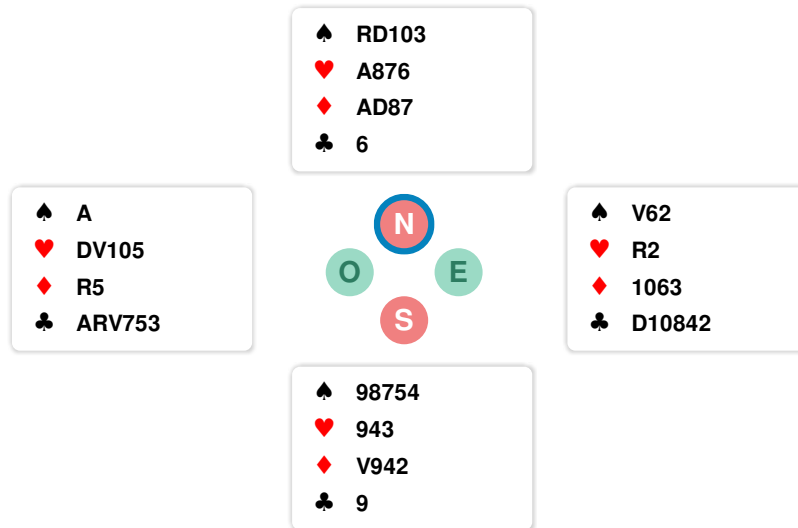 ♠ RD103
♥ A876
♦ AD87
♣ 6
♠ A
♥ DV105
♦ R5
♣ ARV753
N
O E
S
♠ V62
♥ R2
♦ 1063
♣ D10842
♠ 98754
♥ 943
♦ V942
♣ 9